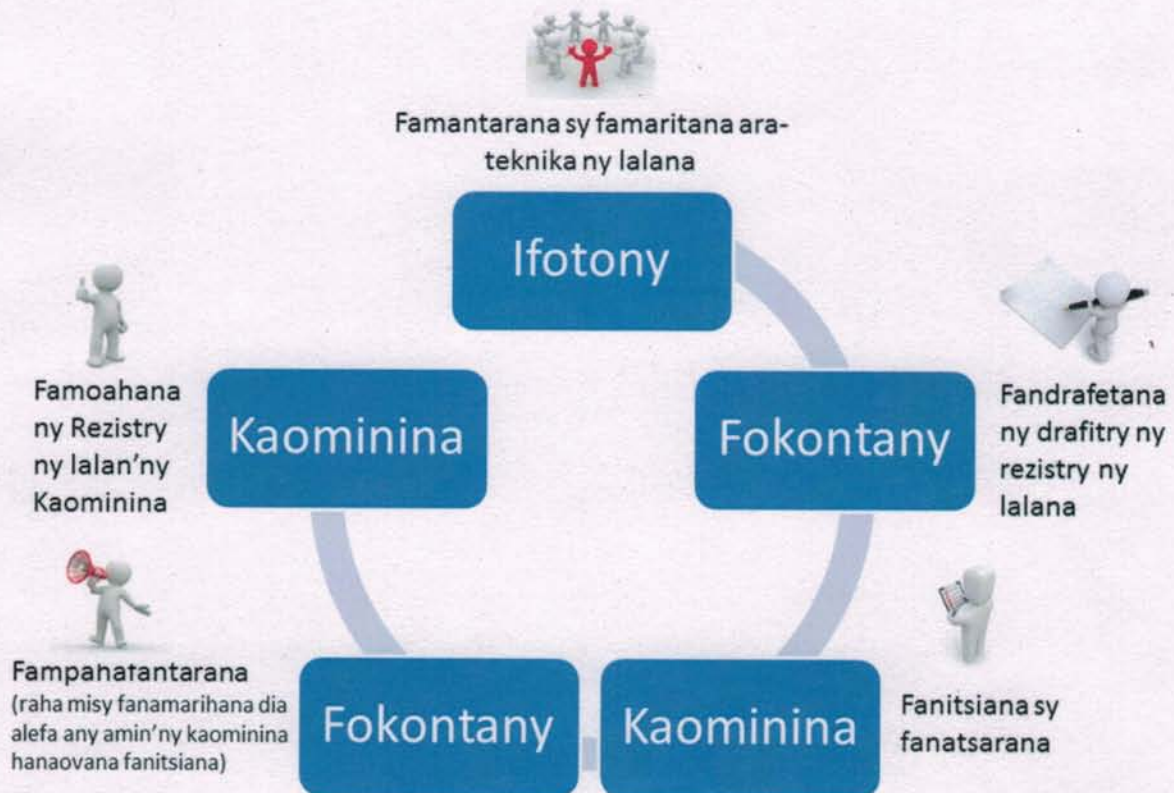 Famantarana sy famaritana ara-
teknika ny lalana
Ifotony
Fokontany
Fandrafetana
ny drafitry ny
rezistry ny
lalana
Kaominina
Fanitsiana sy
fanatsarana
Fokontany
Fampahafantarana
(raha misy fanamarihana dia
alefa any amin’ny kaominina
hanaovana fanitsiana)
Kaominina
Famoahana
ny Rezistry
ny lalan’ny
Kaominina